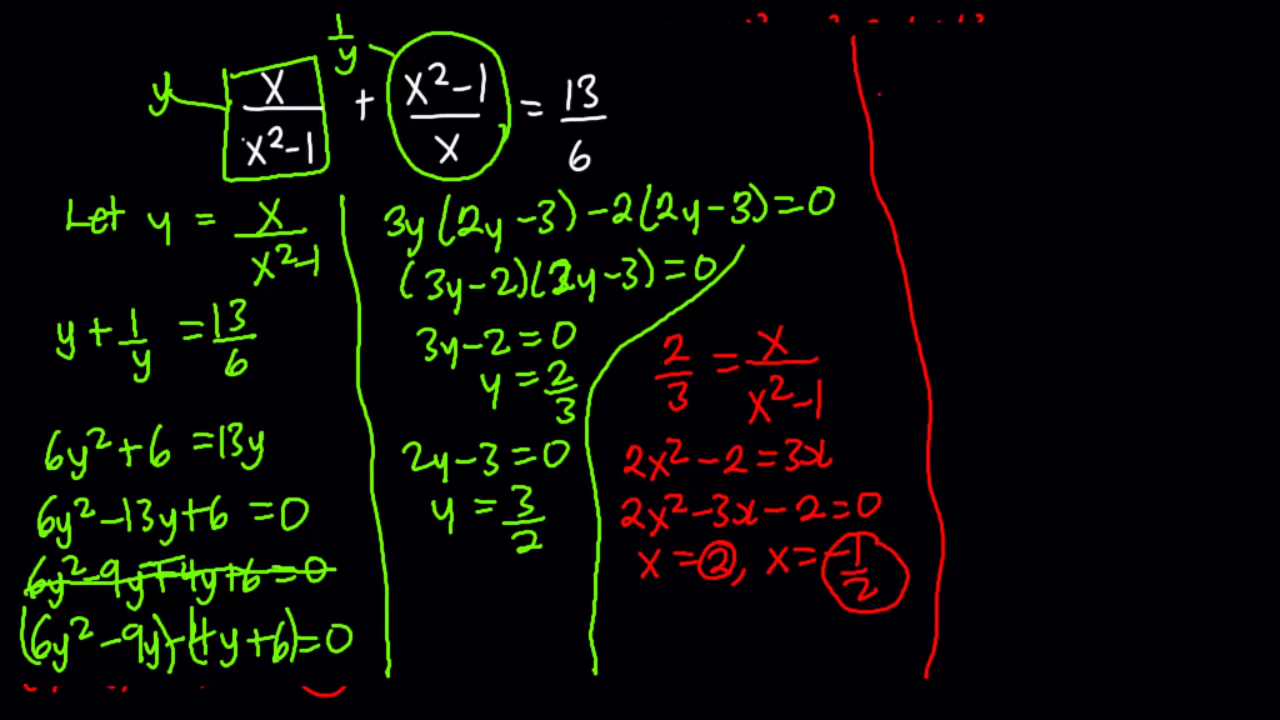 1/y
y x/(x²-1) + (x²-1)/x = 13/6
Let y = x/(x²-1)
y + 1/y = 13/6
6y² + 6 = 13y
6y² - 13y + 6 = 0
6y² - 9y + 4y + 6 = 0
(6y² - 9y) - (4y + 6) = 0
3y(2y - 3) - 2(2y - 3) = 0
(3y - 2)(2y - 3) = 0
3y - 2 = 0
y = 2/3
2y - 3 = 0
y = 3/2
2/3 = x/(x²-1)
2x² - 2 = 3x
2x² - 3x - 2 = 0
x = 2, x = -1/2